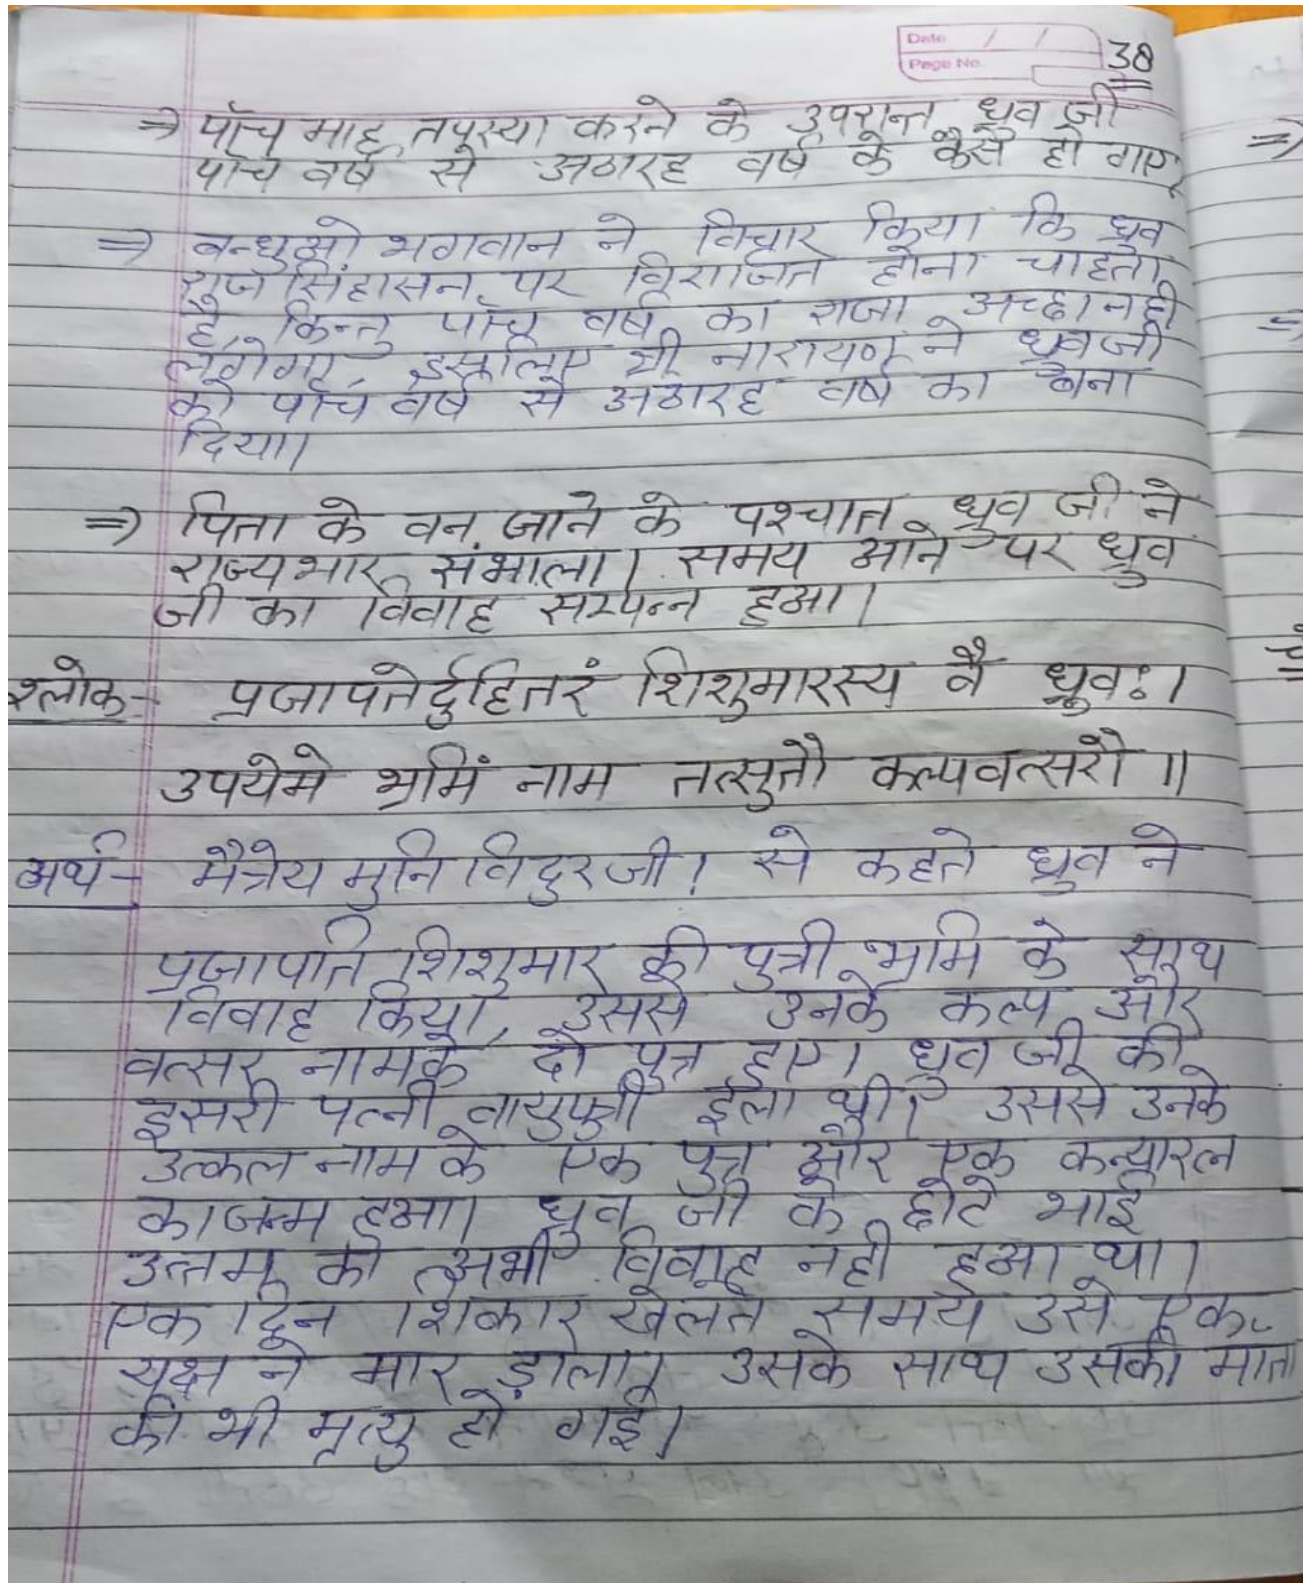 Date / /
Page No.
38
⇒ पाँच माह तपस्या करने के उपरान्त ध्रुव जी
पाँच वर्ष से अठारह वर्ष के कैसे हो गए,
⇒ बन्धुओ भगवान ने विचार किया कि ध्रुव
राज सिंहासन पर विराजित होना चाहता
है, किन्तु पाँच वर्ष का राजा अच्छा नही
लगेगा, इसलिए श्री नारायण ने ध्रुवजी
को पाँच वर्ष से अठारह वर्ष का बना
दिया।
⇒ पिता के वन जाने के पश्चात ध्रुव जी ने
राज्यभार संभाला। समय आने पर ध्रुव
जी का विवाह सम्पन्न हुआ।
श्लोक- प्रजापतेर्दुहितरं शिशुमारस्य वै ध्रुवः।
उपयेमे भ्रमिं नाम तत्सुतौ कल्पवत्सरौ॥
अर्थ- मैत्रेय मुनि विदुरजी! से कहते ध्रुव ने
प्रजापति शिशुमार की पुत्री भ्रमि के साथ
विवाह किया, उससे उनके कल्प और
वत्सर नामके दो पुत्र हुए। ध्रुव जी की
दूसरी पत्नी वायुपुत्री इला थी। उससे उनके
उत्कल नाम के एक पुत्र और एक कन्यारत्न
का जन्म हुआ। ध्रुव जी के छोटे भाई
उत्तम का अभी विवाह नही हुआ था।
एक दिन शिकार खेलते समय उसे एक
यक्ष ने मार ड़ाला। उसके साथ उसकी माता
की भी मृत्यु हो गई।